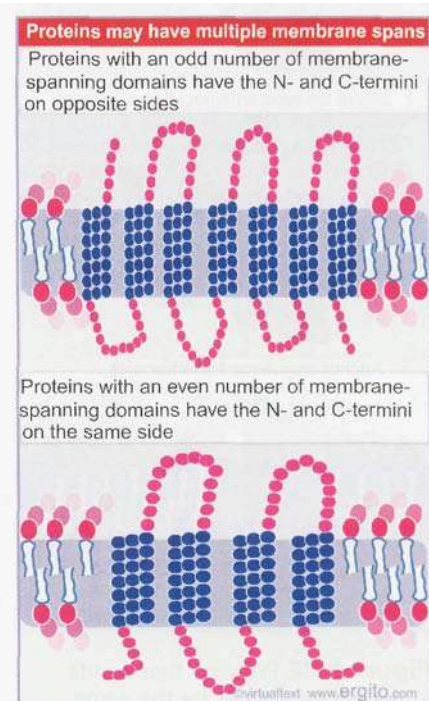 Proteins may have multiple membrane spans
Proteins with an odd number of membrane-
spanning domains have the N- and C-termini
on opposite sides
Proteins with an even number of membrane-
spanning domains have the N- and C-termini
on the same side
©virtualtext www.ergito.com